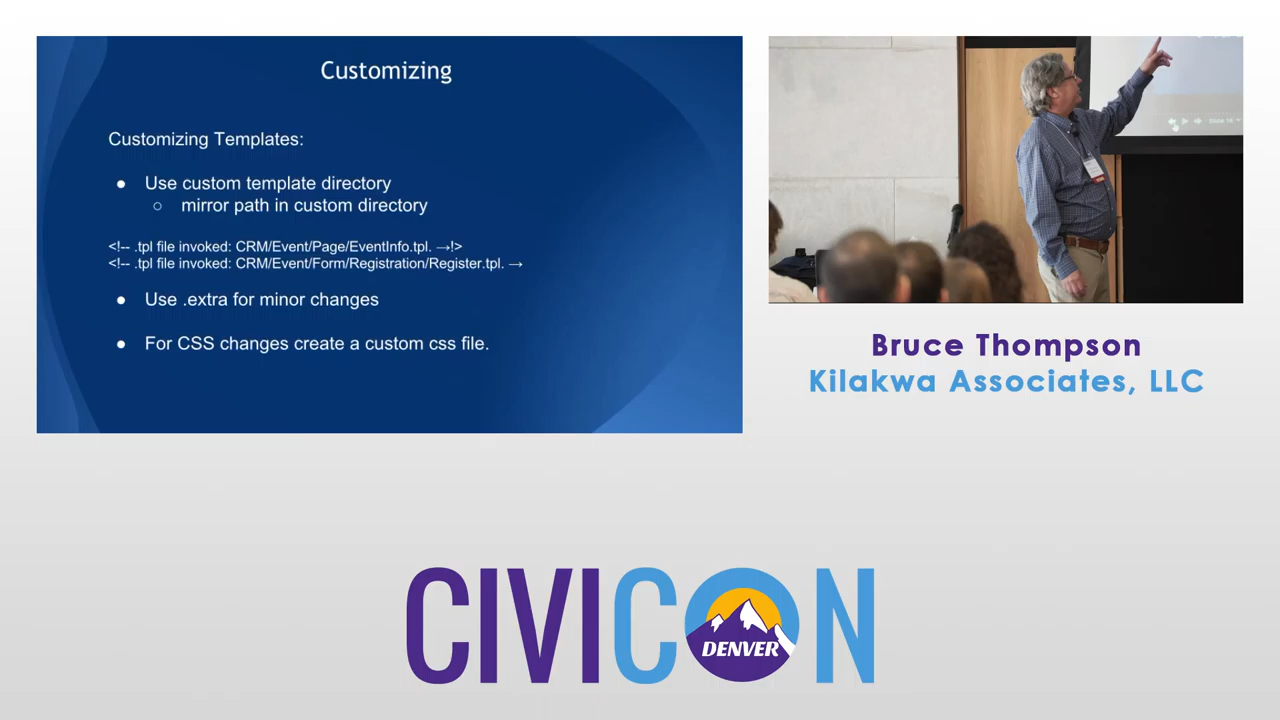 Customizing
Customizing Templates:
● Use custom template directory
○ mirror path in custom directory
<!-- .tpl file invoked: CRM/Event/Page/EventInfo.tpl. →!>
<!-- .tpl file invoked: CRM/Event/Form/Registration/Register.tpl. →
● Use .extra for minor changes
● For CSS changes create a custom css file.
Slide 16
Bruce Thompson
Kilakwa Associates, LLC
CIVICON
DENVER